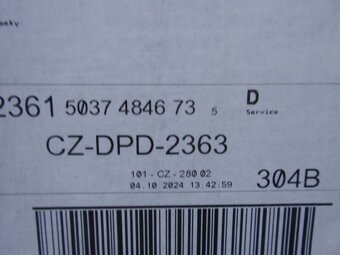 2361 5037 4846 73 5 D
Service
CZ-DPD-2363
101 - CZ - 280 02
04.10 2024 13.42:59
304B